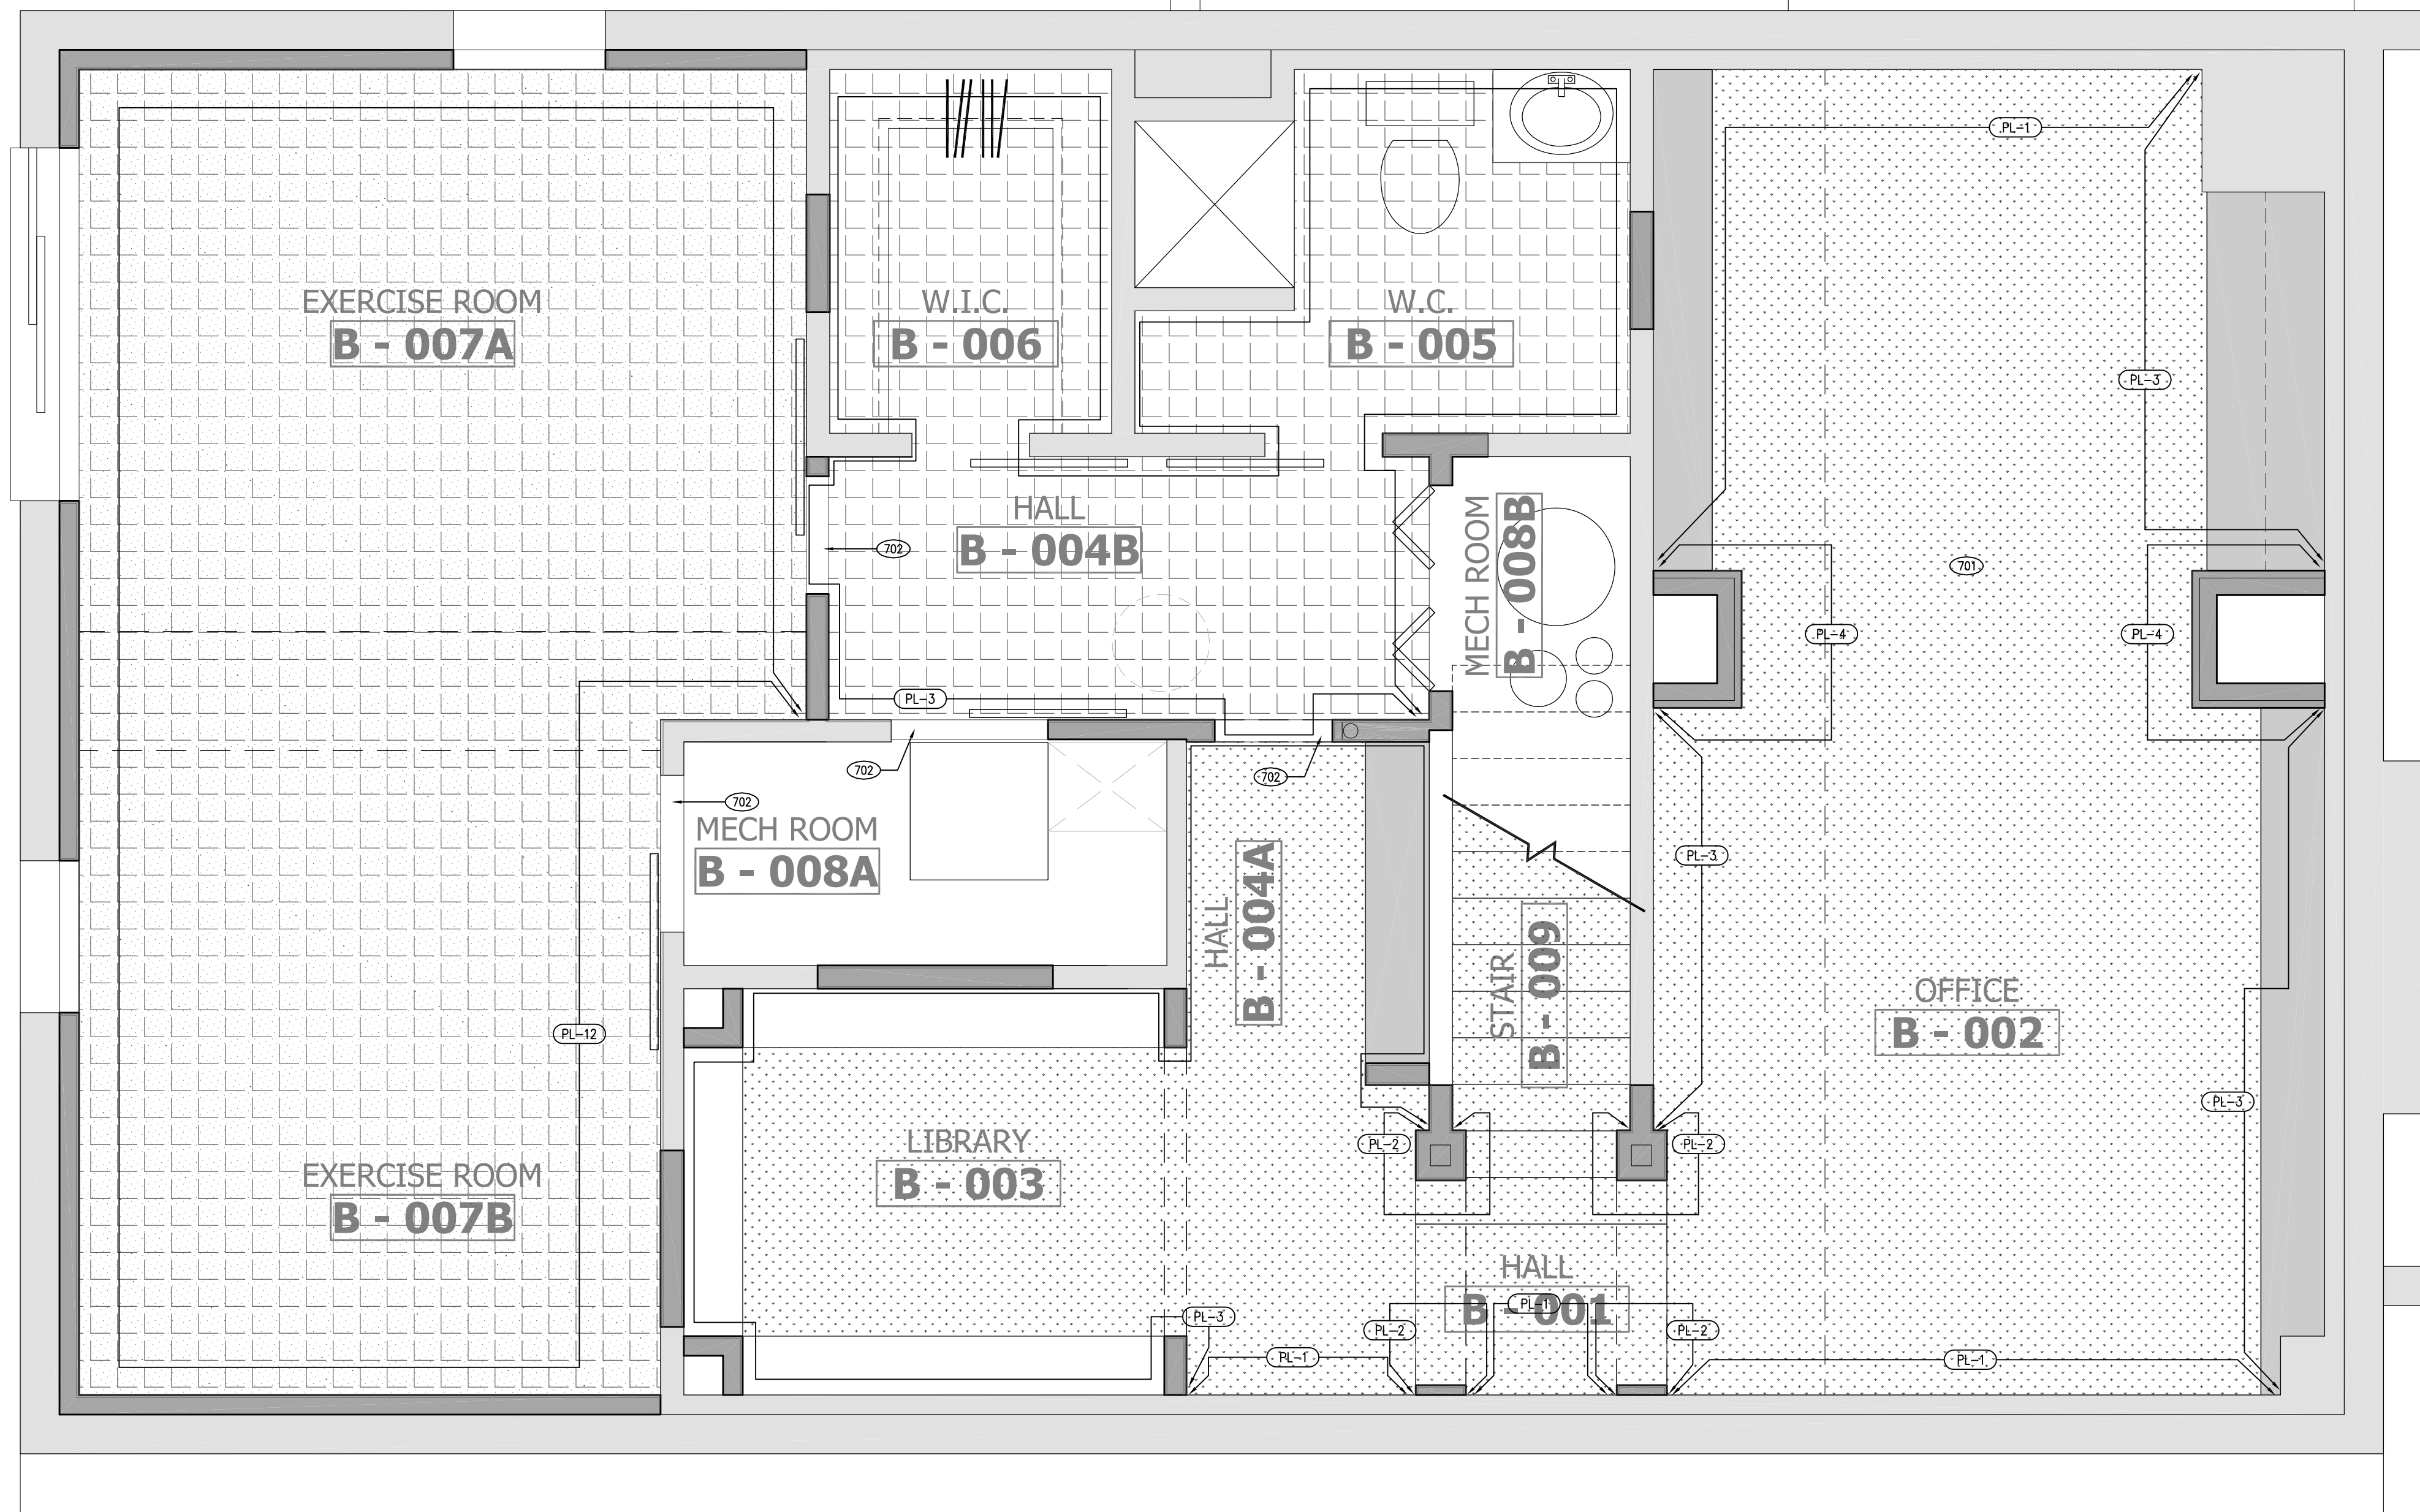 PL-1
EXERCISE ROOM
B - 007A
W.I.C.
B - 006
W.C.
B - 005
PL-3
HALL
B - 004B
702
MECH ROOM
B - 008B
701
PL-4
PL-4
PL-3
702
702
702
MECH ROOM
B - 008A
PL-3
HALL
B - 004A
STAIR
B - 009
OFFICE
B - 002
PL-12
PL-3
LIBRARY
B - 003
PL-2
PL-2
EXERCISE ROOM
B - 007B
HALL
B - 001
PL-1
PL-3
PL-2
PL-2
PL-1
PL-1